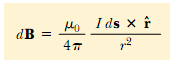 d𝐁 = μ₀/4π I d𝐬 × 𝐫̂/r²